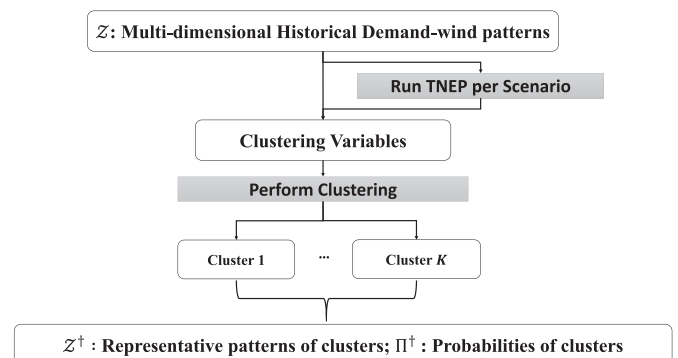 𝒵: Multi-dimensional Historical Demand-wind patterns
Run TNEP per Scenario
Clustering Variables
Perform Clustering
Cluster 1 ... Cluster K
𝒵† : Representative patterns of clusters; Π† : Probabilities of clusters